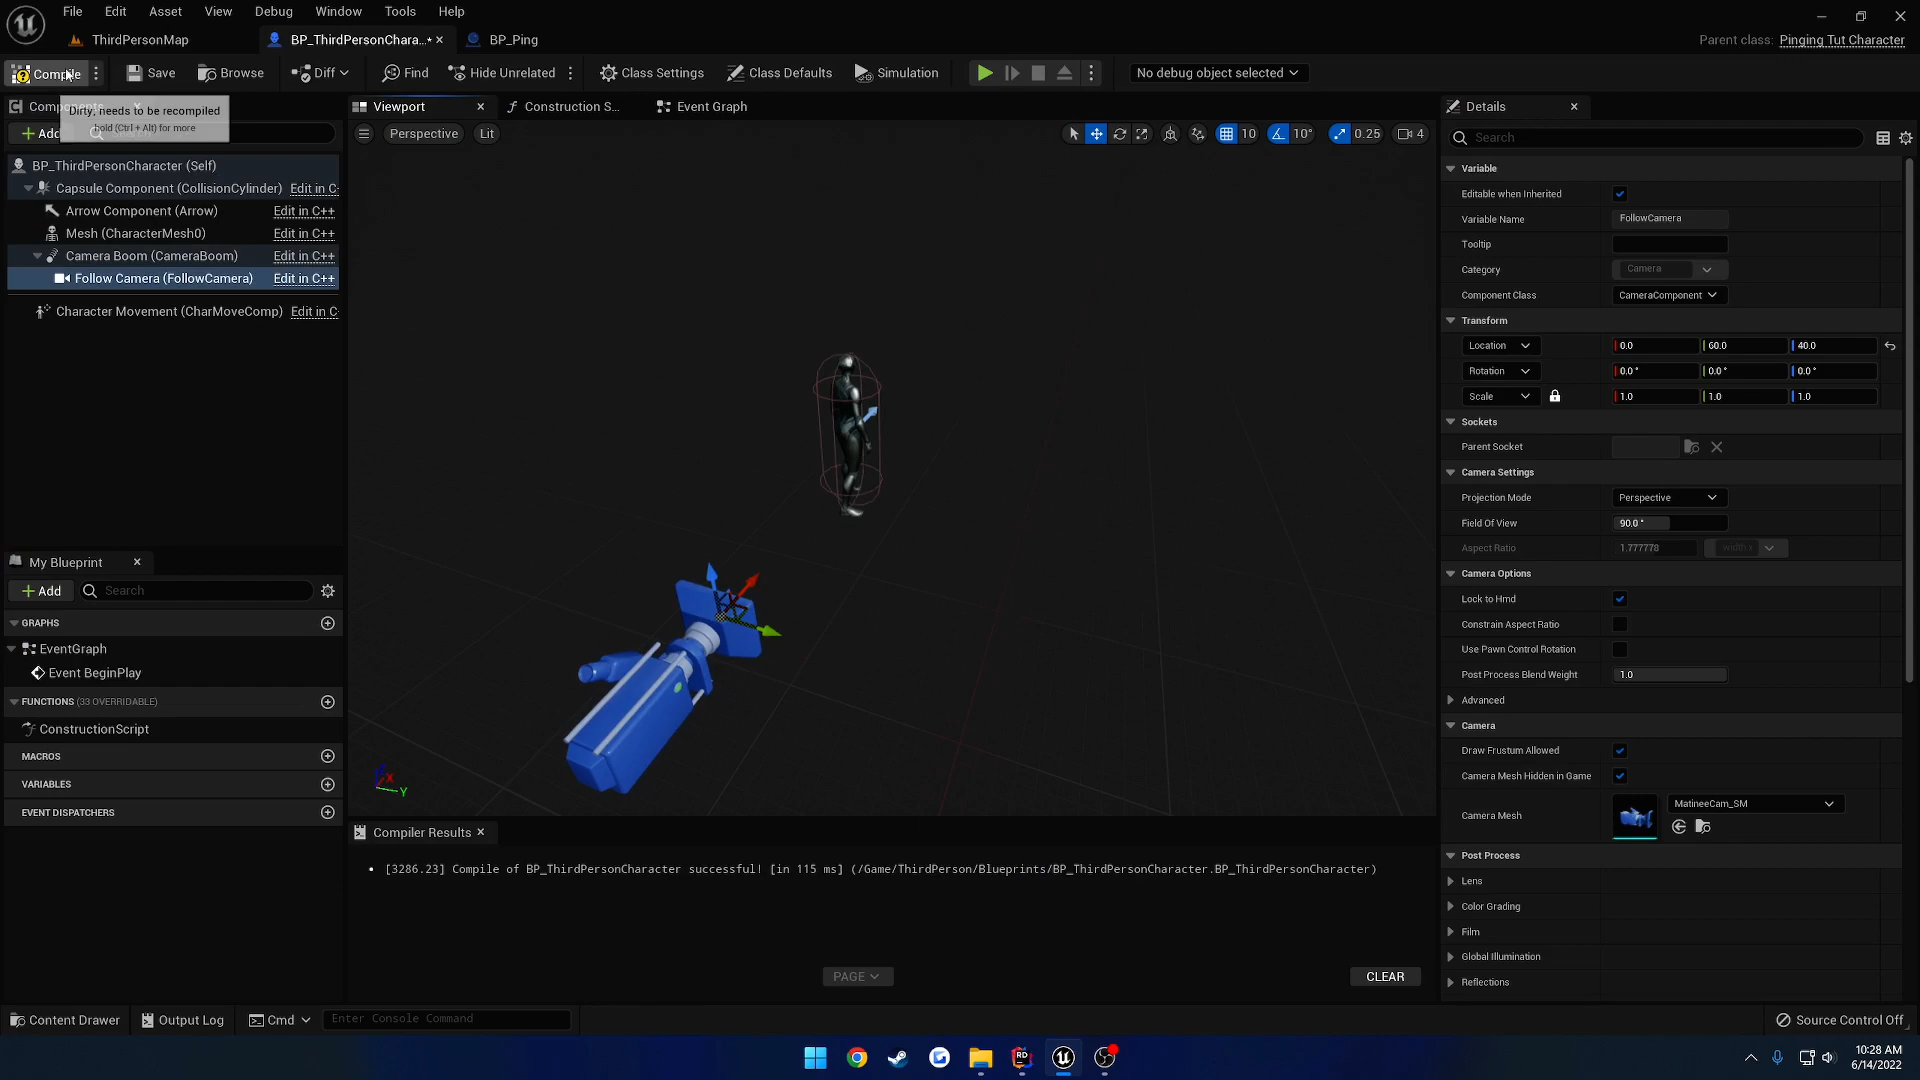 File Edit Asset View Debug Window Tools Help
ThirdPersonMap BP_ThirdPersonChara...• BP_Ping Parent class: Pinging Tut Character
Compile Save Browse Diff Find Hide Unrelated Class Settings Class Defaults Simulation No debug object selected
Components Viewport Construction S... Event Graph Details
Dirty; needs to be recompiled
hold (Ctrl + Alt) for more
Add Perspective Lit 10 10° 0.25 4 Search
BP_ThirdPersonCharacter (Self)
Capsule Component (CollisionCylinder) Edit in C
Arrow Component (Arrow) Edit in C++
Mesh (CharacterMesh0) Edit in C++
Camera Boom (CameraBoom) Edit in C++
Follow Camera (FollowCamera) Edit in C++
Character Movement (CharMoveComp) Edit in C
Variable
Editable when Inherited
Variable Name FollowCamera
Tooltip
Category Camera
Component Class CameraComponent
Transform
Location 0.0 60.0 40.0
Rotation 0.0° 0.0° 0.0°
Scale 1.0 1.0 1.0
Sockets
Parent Socket
Camera Settings
Projection Mode Perspective
Field Of View 90.0°
Aspect Ratio 1.777778
Camera Options
Lock to Hmd
Constrain Aspect Ratio
Use Pawn Control Rotation
Post Process Blend Weight 1.0
Advanced
Camera
Draw Frustum Allowed
Camera Mesh Hidden in Game
Camera Mesh MatineeCam_SM
Post Process
Lens
Color Grading
Film
Global Illumination
Reflections
My Blueprint
Add Search
GRAPHS
EventGraph
Event BeginPlay
FUNCTIONS (33 OVERRIDABLE)
ConstructionScript
MACROS
VARIABLES
EVENT DISPATCHERS
Z X Y
Compiler Results
[3286.23] Compile of BP_ThirdPersonCharacter successful! [in 115 ms] (/Game/ThirdPerson/Blueprints/BP_ThirdPersonCharacter.BP_ThirdPersonCharacter)
PAGE CLEAR
Content Drawer Output Log Cmd Enter Console Command Source Control Off
RD
10:28 AM
6/14/2022